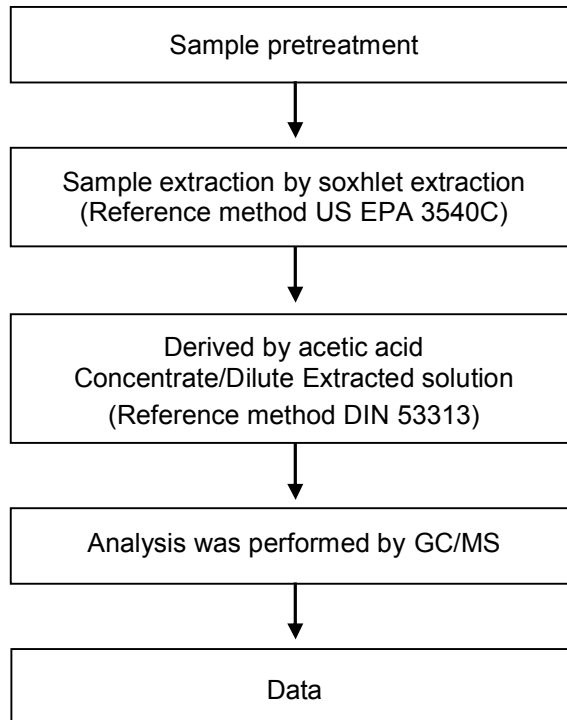 Sample pretreatment
Sample extraction by soxhlet extraction
(Reference method US EPA 3540C)
Derived by acetic acid
Concentrate/Dilute Extracted solution
(Reference method DIN 53313)
Analysis was performed by GC/MS
Data